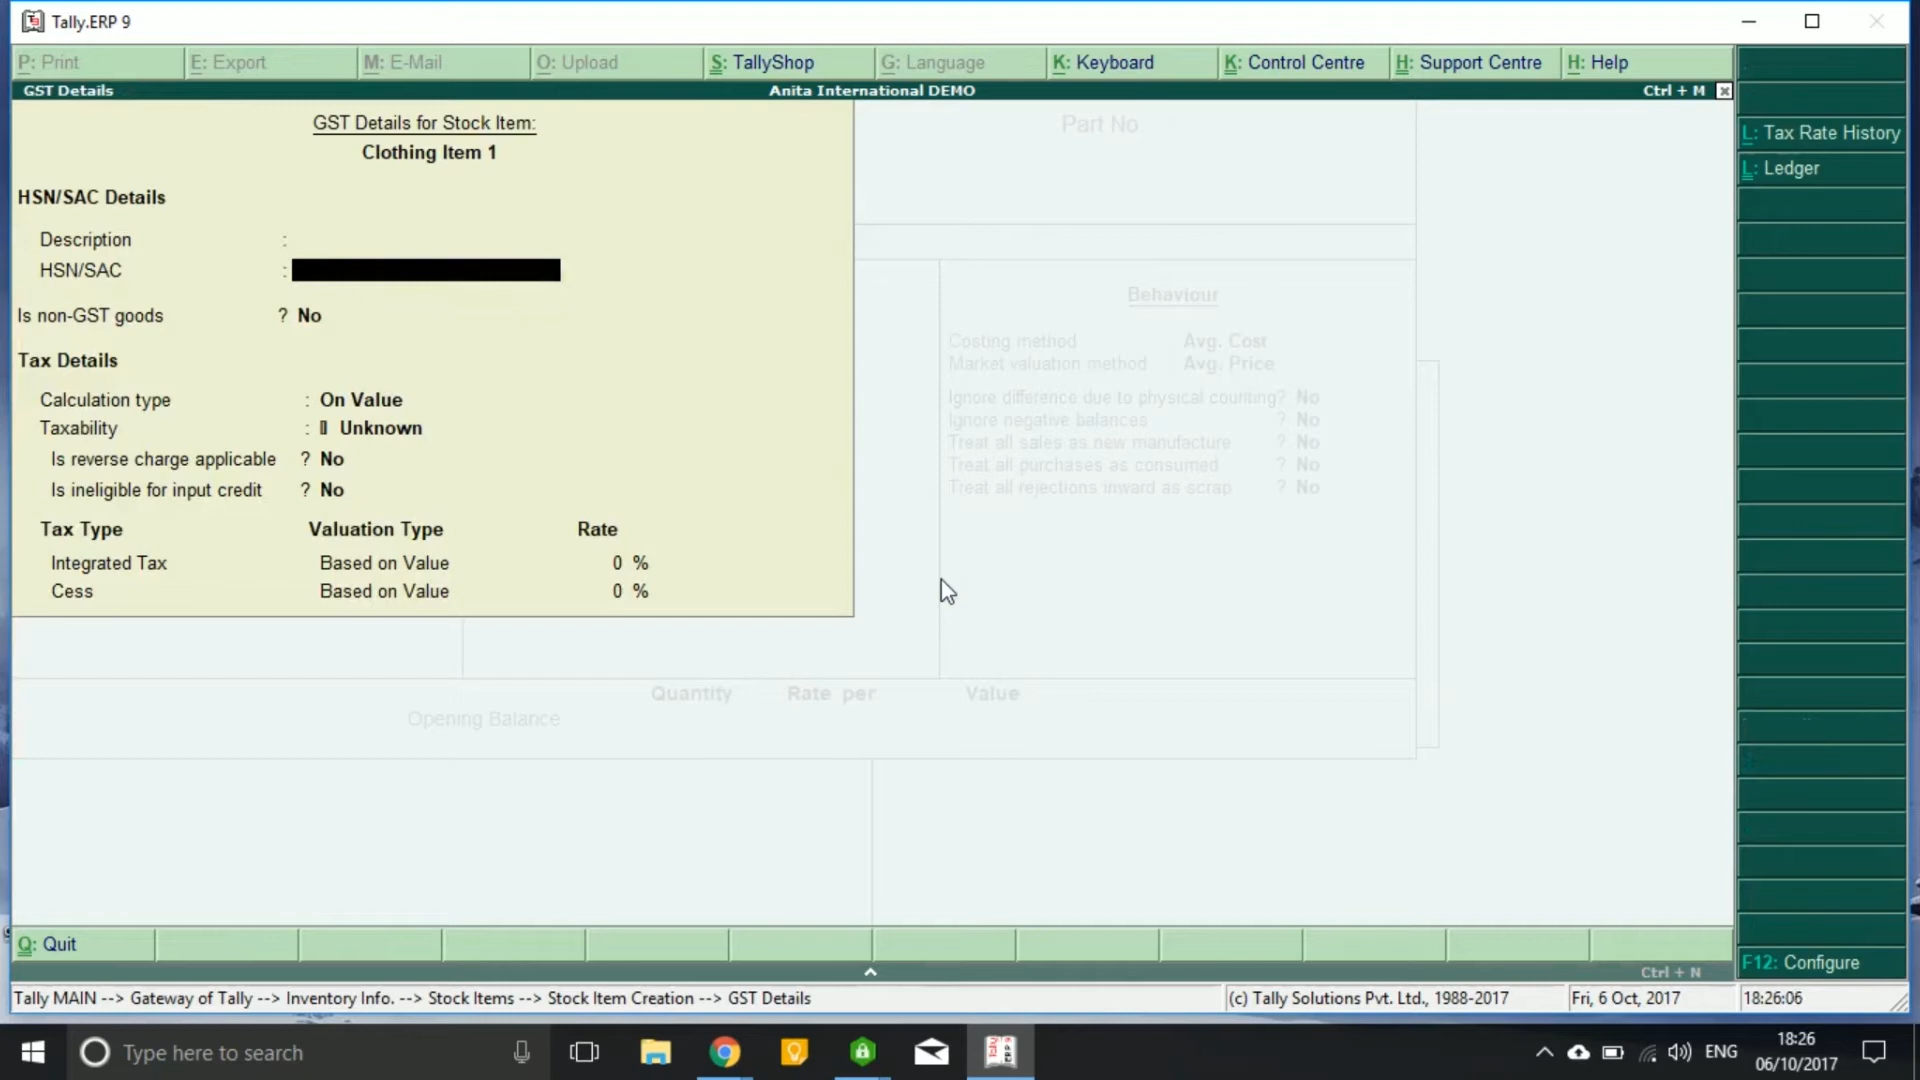 Tally.ERP 9
P: Print E: Export M: E-Mail O: Upload S: TallyShop G: Language K: Keyboard K: Control Centre H: Support Centre H: Help
GST Details Anita International DEMO Ctrl + M
GST Details for Stock Item:
Clothing Item 1
Part No.
L: Tax Rate History
L: Ledger
HSN/SAC Details
Description :
HSN/SAC :
Is non-GST goods ? No
Tax Details
Calculation type : On Value
Taxability : Unknown
Is reverse charge applicable ? No
Is ineligible for input credit ? No
Tax Type Valuation Type Rate
Integrated Tax Based on Value 0 %
Cess Based on Value 0 %
Behaviour
Costing method Avg. Cost
Market valuation method Avg. Price
Ignore difference due to physical counting? No
Ignore negative balances ? No
Treat all sales as new manufacture ? No
Treat all purchases as consumed ? No
Treat all rejections inward as scrap ? No
Quantity Rate per Value
Opening Balance
Q: Quit
Ctrl + N
F12: Configure
Tally MAIN --> Gateway of Tally --> Inventory Info. --> Stock Items --> Stock Item Creation --> GST Details (c) Tally Solutions Pvt. Ltd., 1988-2017 Fri, 6 Oct, 2017 18:26:06
Type here to search
ENG
18:26
06/10/2017